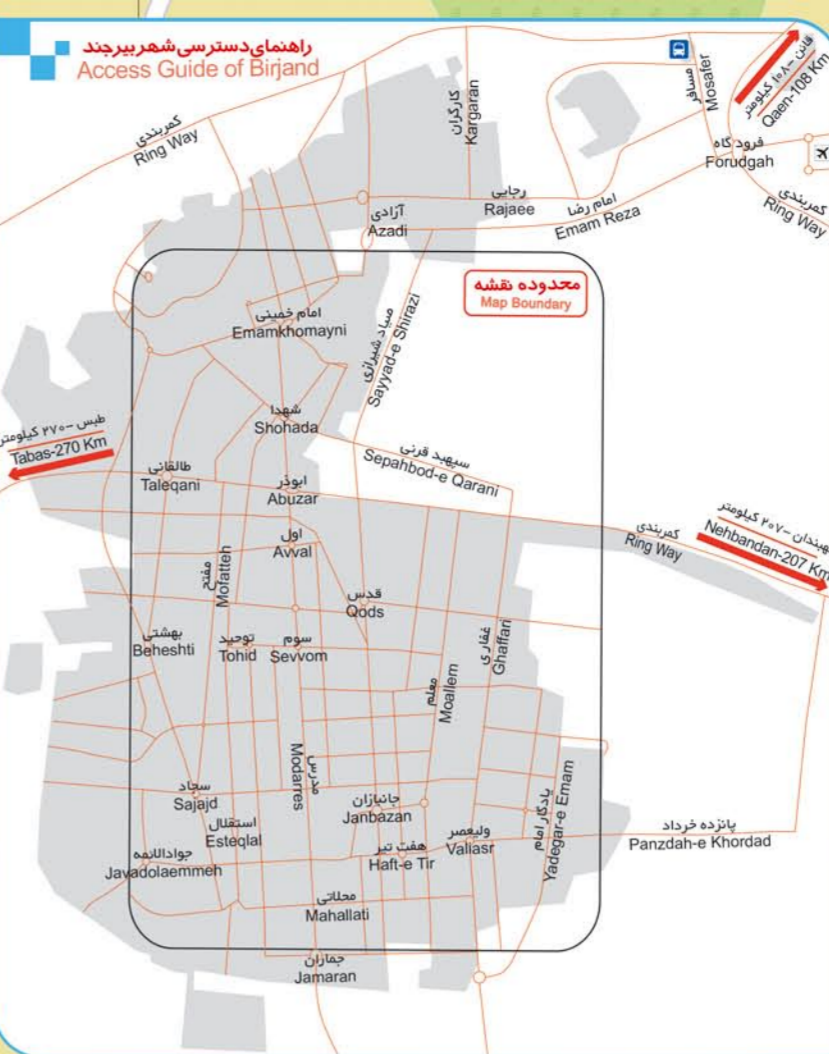 راهنمای دسترسی شهر بیرجند
Access Guide of Birjand
قائن - ۱۰۸ کیلومتر
Qaen-108 Km
مسافر
Mosafer
کارگران
Kargaran
کمربندی
Ring Way
فرودگاه
Forudgah
رجایی
Rajaee
امام رضا
Emam Reza
کمربندی
Ring Way
آزادی
Azadi
محدوده نقشه
Map Boundary
امام خمینی
Emamkhomayni
صیاد شیرازی
Sayyad-e Shirazi
شهدا
Shohada
طبس - ۲۷۰ کیلومتر
Tabas-270 Km
سپهبد قرنی
Sepahbod-e Qarani
طالقانی
Taleqani
ابوذر
Abuzar
کمربندی
Ring Way
نهبندان - ۲۰۷ کیلومتر
Nehbandan-207 Km
اول
Avval
مفتح
Mofatteh
قدس
Qods
بهشتی
Beheshti
توحید
Tohid
سوم
Sevvom
غفاری
Ghaffari
معلم
Moallem
مدرس
Modarres
سجاد
Sajajd
جانبازان
Janbazan
یادگار امام
Yadegar-e Emam
استقلال
Esteqlal
ولیعصر
Valiasr
پانزده خرداد
Panzdah-e Khordad
جوادالائمه
Javadolaemmeh
هفت تیر
Haft-e Tir
محلاتی
Mahallati
جماران
Jamaran